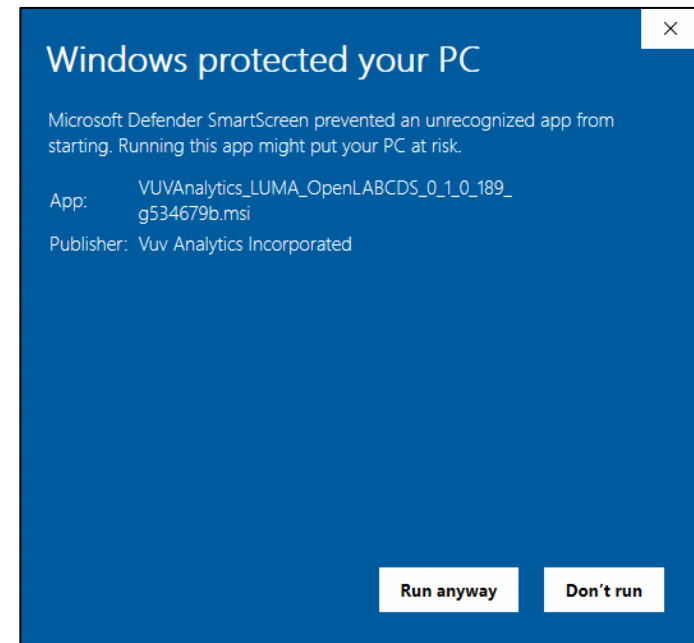 Windows protected your PC
Microsoft Defender SmartScreen prevented an unrecognized app from
starting. Running this app might put your PC at risk.
App: VUVAnalytics_LUMA_OpenLABCDS_0_1_0_189_
g534679b.msi
Publisher: Vuv Analytics Incorporated
Run anyway Don't run